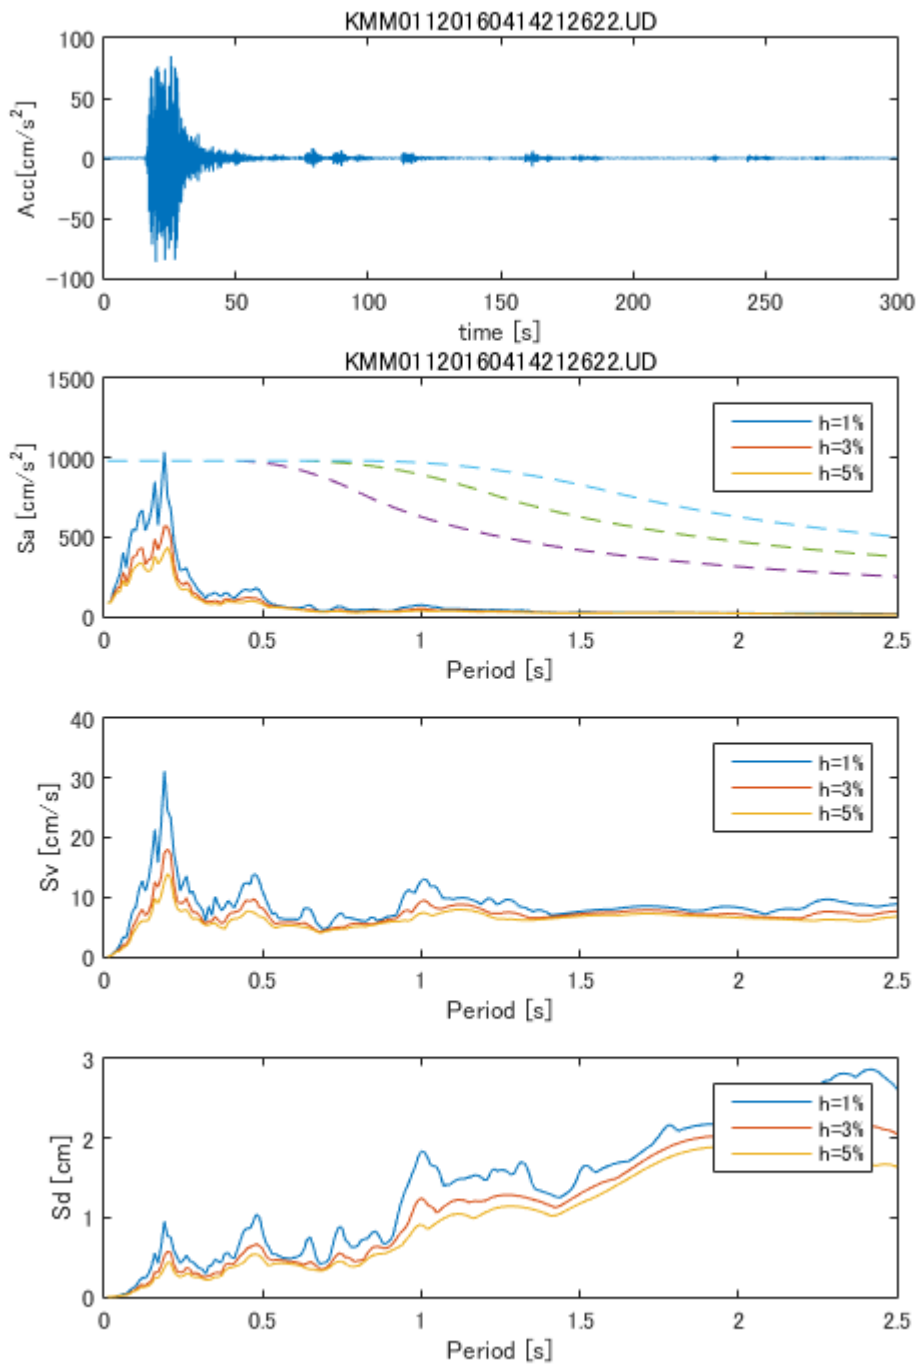 KMM01120160414212622.UD
100
50
0
-50
-100
Acc[cm/s²]
0 50 100 150 200 250 300
time [s]
KMM01120160414212622.UD
1500
1000
500
0
Sa [cm/s²]
h=1%
h=3%
h=5%
0 0.5 1 1.5 2 2.5
Period [s]
40
30
20
10
0
Sv [cm/s]
h=1%
h=3%
h=5%
0 0.5 1 1.5 2 2.5
Period [s]
3
2
1
0
Sd [cm]
h=1%
h=3%
h=5%
0 0.5 1 1.5 2 2.5
Period [s]